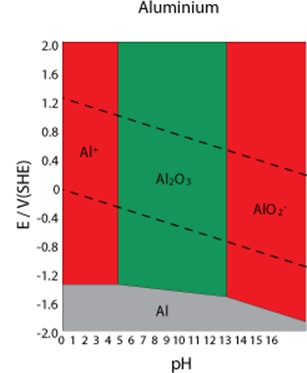 Aluminium
E / V(SHE)
2.0
1.6
1.2
0.8
0.4
0
-0.4
-0.8
-1.2
-1.6
-2.0
Al⁺
Al₂O₃
AlO₂⁻
Al
0 1 2 3 4 5 6 7 8 9 10 11 12 13 14 15 16
pH